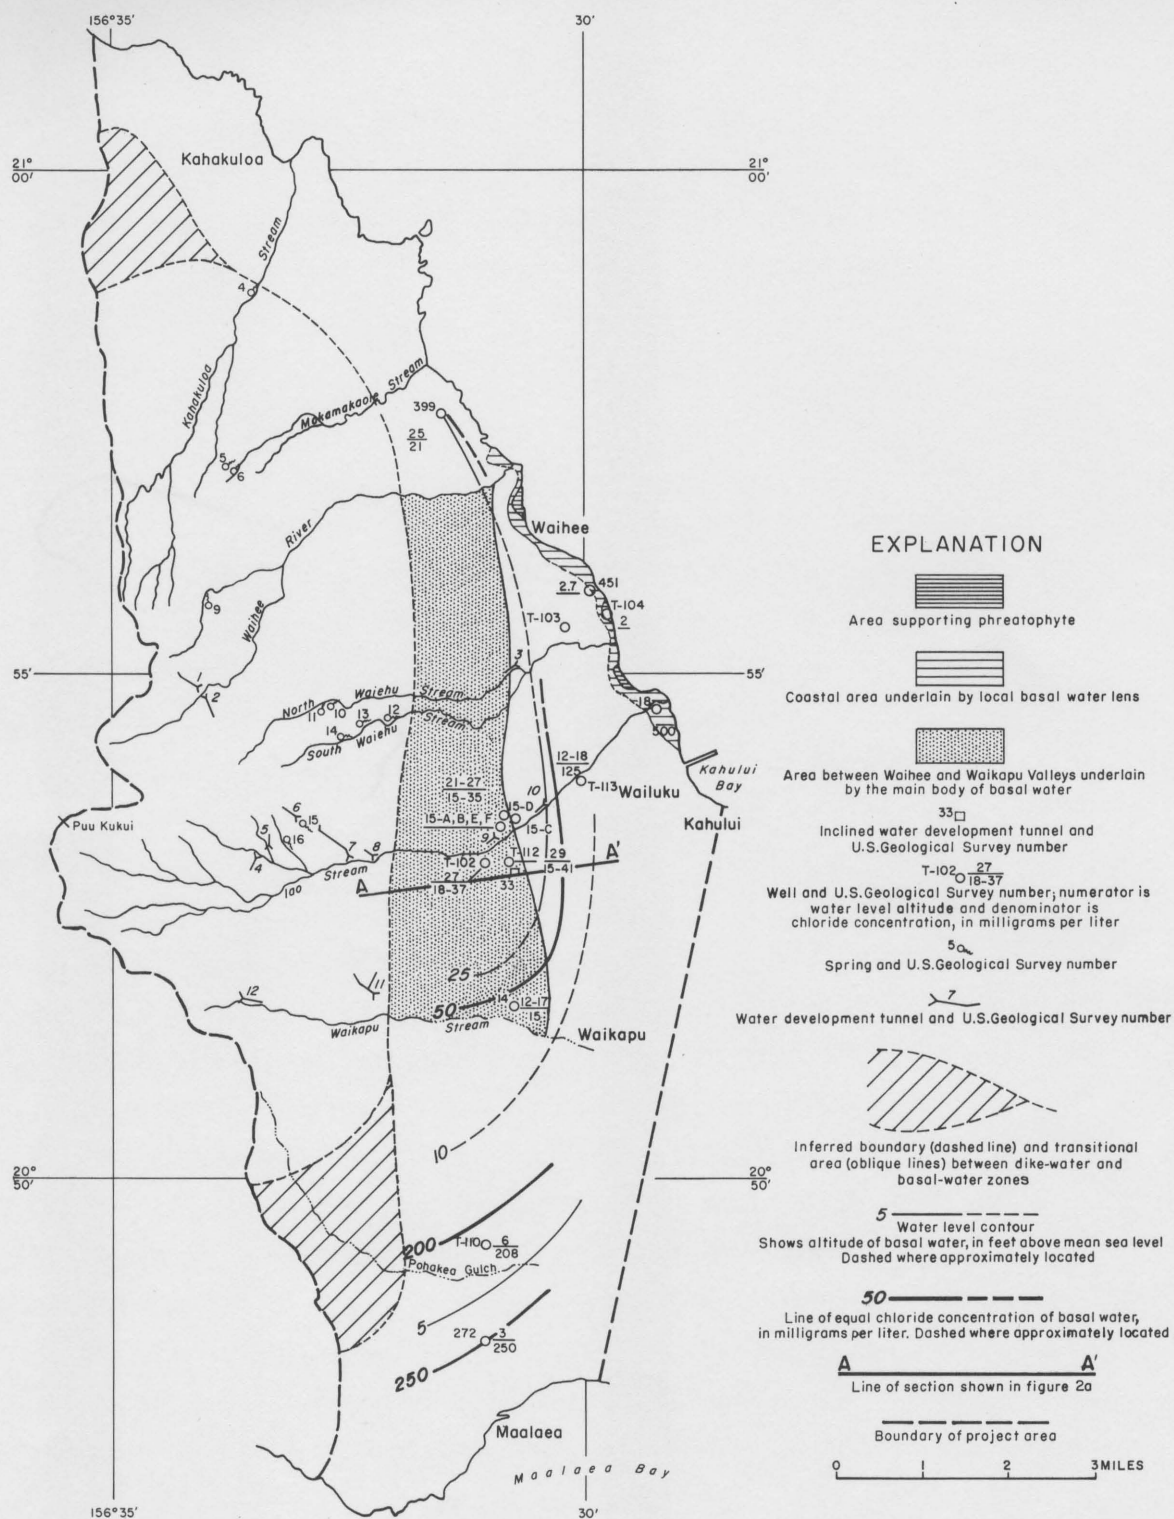 156°35'
30'
21°
00'
21°
00'
Kahakuloa
Stream
4
Kahakuloa
Makamakaole Stream
399
25
21
5
6
River
Waihee
2.7
451
T-104
2
T-103
9
Waihee
55'
55'
1
2
3
North Waiehu Stream
11
10
13
12
14
South Waiehu Stream
18
500
Kahului
Bay
12-18
125
T-113
Wailuku
Kahului
21-27
15-35
10
15-D
15-A, B, E, F
15-C
9
Puu Kukui
6
15
5
16
4
7
8
Iao Stream
T-102
27
18-37
T-112
29
15-41
33
A
A'
25
50
14
12-17
15
12
11
Waikapu Stream
Waikapu
10
20°
50'
20°
50'
200
T-110
6
208
Pohakea Gulch
5
272
3
250
250
Maalaea
Maalaea Bay
156°35'
30'
EXPLANATION
Area supporting phreatophyte
Coastal area underlain by local basal water lens
Area between Waihee and Waikapu Valleys underlain
by the main body of basal water
33
Inclined water development tunnel and
U.S.Geological Survey number
T-102
27
18-37
Well and U.S.Geological Survey number; numerator is
water level altitude and denominator is
chloride concentration, in milligrams per liter
5
Spring and U.S.Geological Survey number
7
Water development tunnel and U.S.Geological Survey number
Inferred boundary (dashed line) and transitional
area (oblique lines) between dike-water and
basal-water zones
5
Water level contour
Shows altitude of basal water, in feet above mean sea level
Dashed where approximately located
50
Line of equal chloride concentration of basal water,
in milligrams per liter. Dashed where approximately located
A
A'
Line of section shown in figure 2a
Boundary of project area
0 1 2 3 MILES